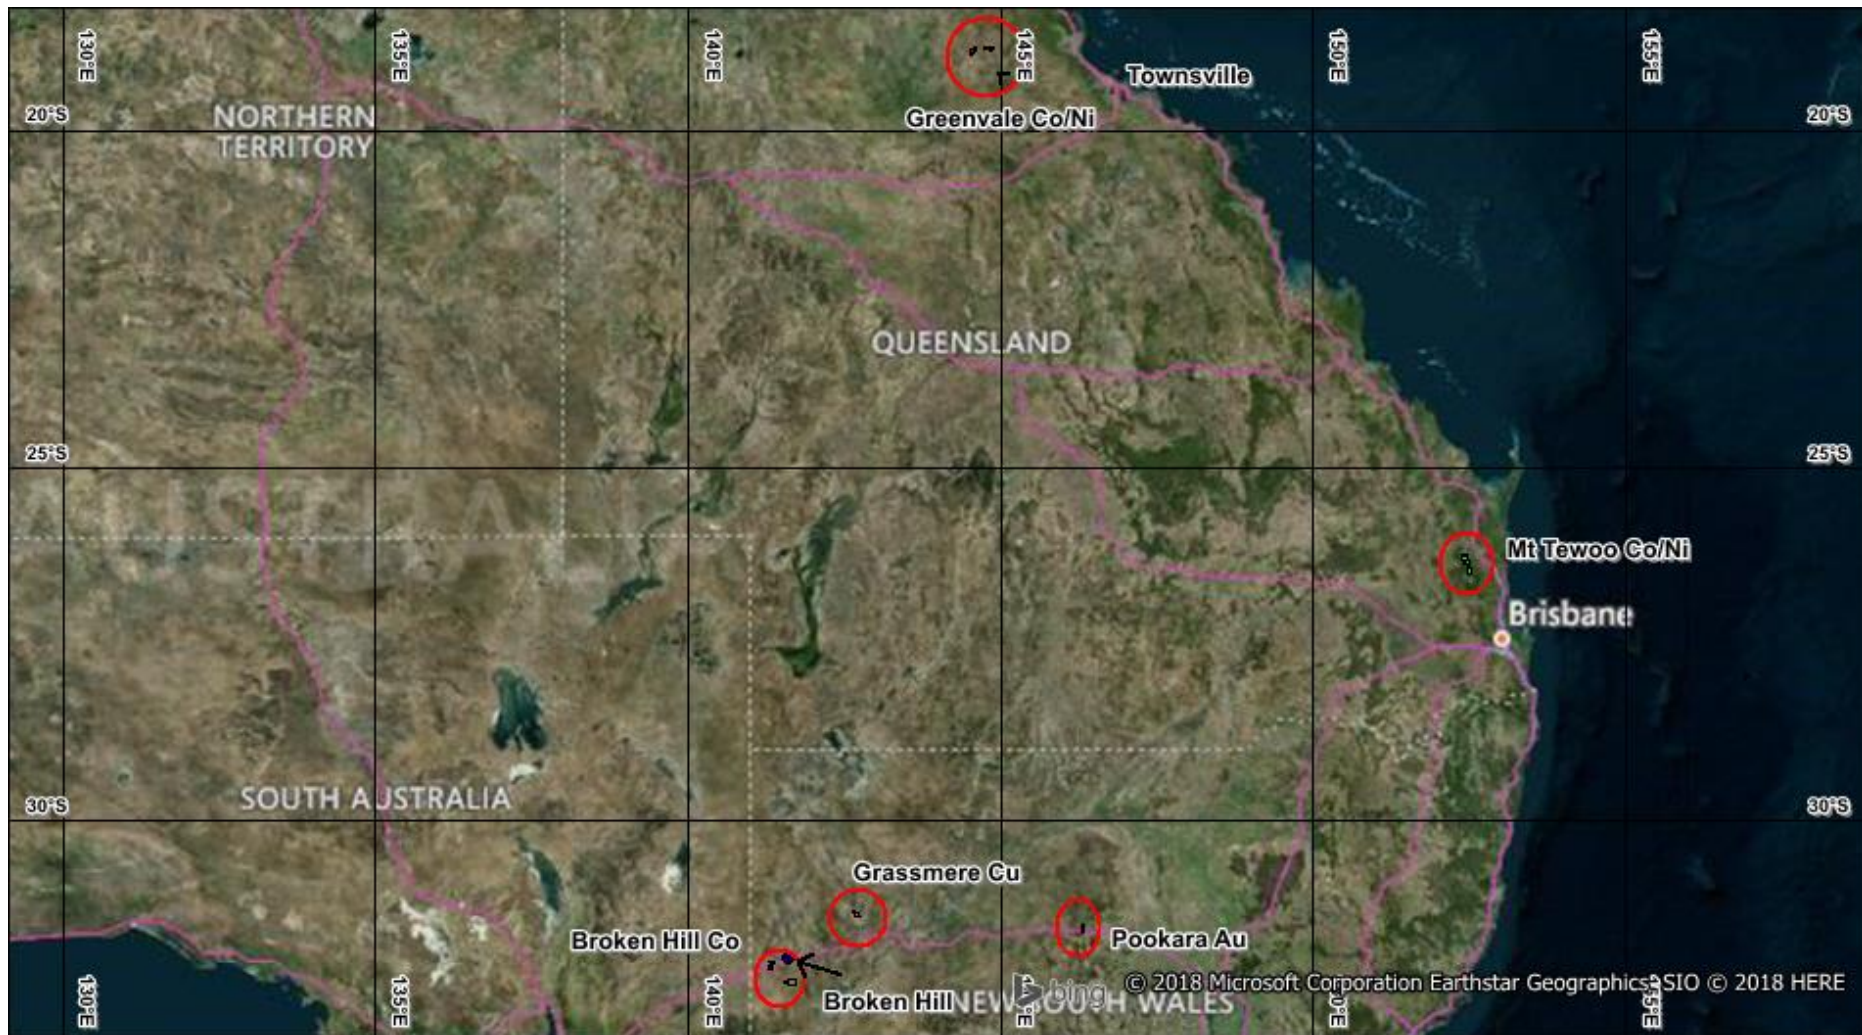 130°E
135°E
140°E
145°E
150°E
155°E
Townsville
Greenvale Co/Ni
NORTHERN
TERRITORY
20°S
20°S
QUEENSLAND
25°S
25°S
Mt Tewoo Co/Ni
Brisbane
SOUTH AUSTRALIA
30°S
30°S
Grassmere Cu
Broken Hill Co
Pookara Au
Broken Hill
NEW SOUTH WALES
bing
© 2018 Microsoft Corporation Earthstar Geographics SIO © 2018 HERE
130°E
135°E
140°E